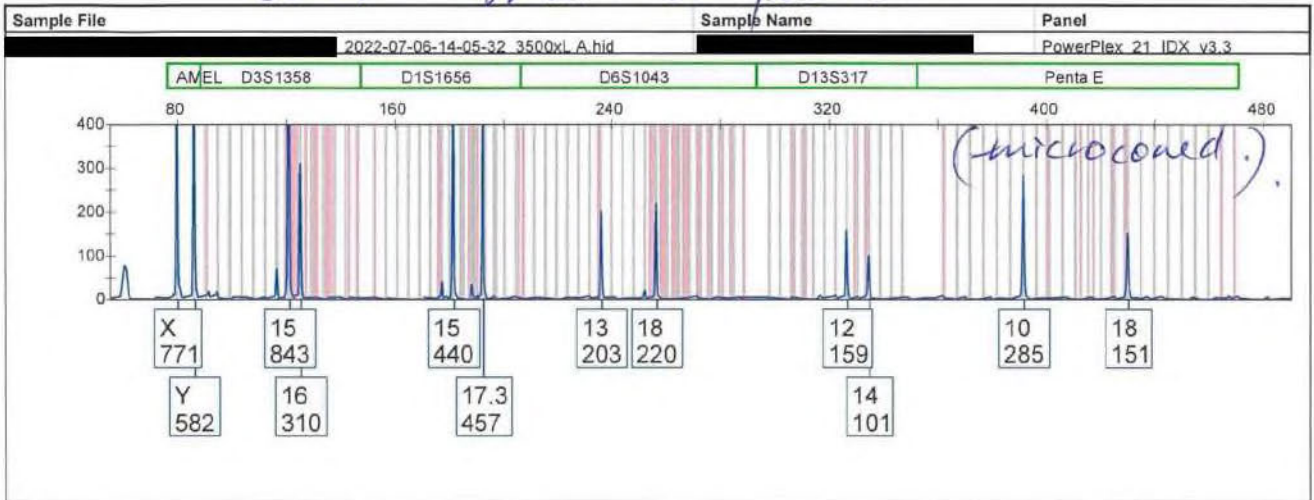 Sample File Sample Name Panel
2022-07-06-14-05-32_3500xL_A.hid PowerPlex_21_IDX_v3.3
AMEL D3S1358 D1S1656 D6S1043 D13S317 Penta E
80 160 240 320 400 480
400
300
200
100
0
(microconed.).
X 15 15 13 18 12 10 18
771 843 440 203 220 159 285 151
Y 16 17.3 14
582 310 457 101